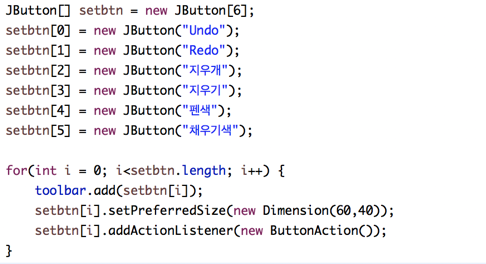 JButton[] setbtn = new JButton[6];
setbtn[0] = new JButton("Undo");
setbtn[1] = new JButton("Redo");
setbtn[2] = new JButton("지우개");
setbtn[3] = new JButton("지우기");
setbtn[4] = new JButton("펜색");
setbtn[5] = new JButton("채우기색");

for(int i = 0; i<setbtn.length; i++) {
    toolbar.add(setbtn[i]);
    setbtn[i].setPreferredSize(new Dimension(60,40));
    setbtn[i].addActionListener(new ButtonAction());
}